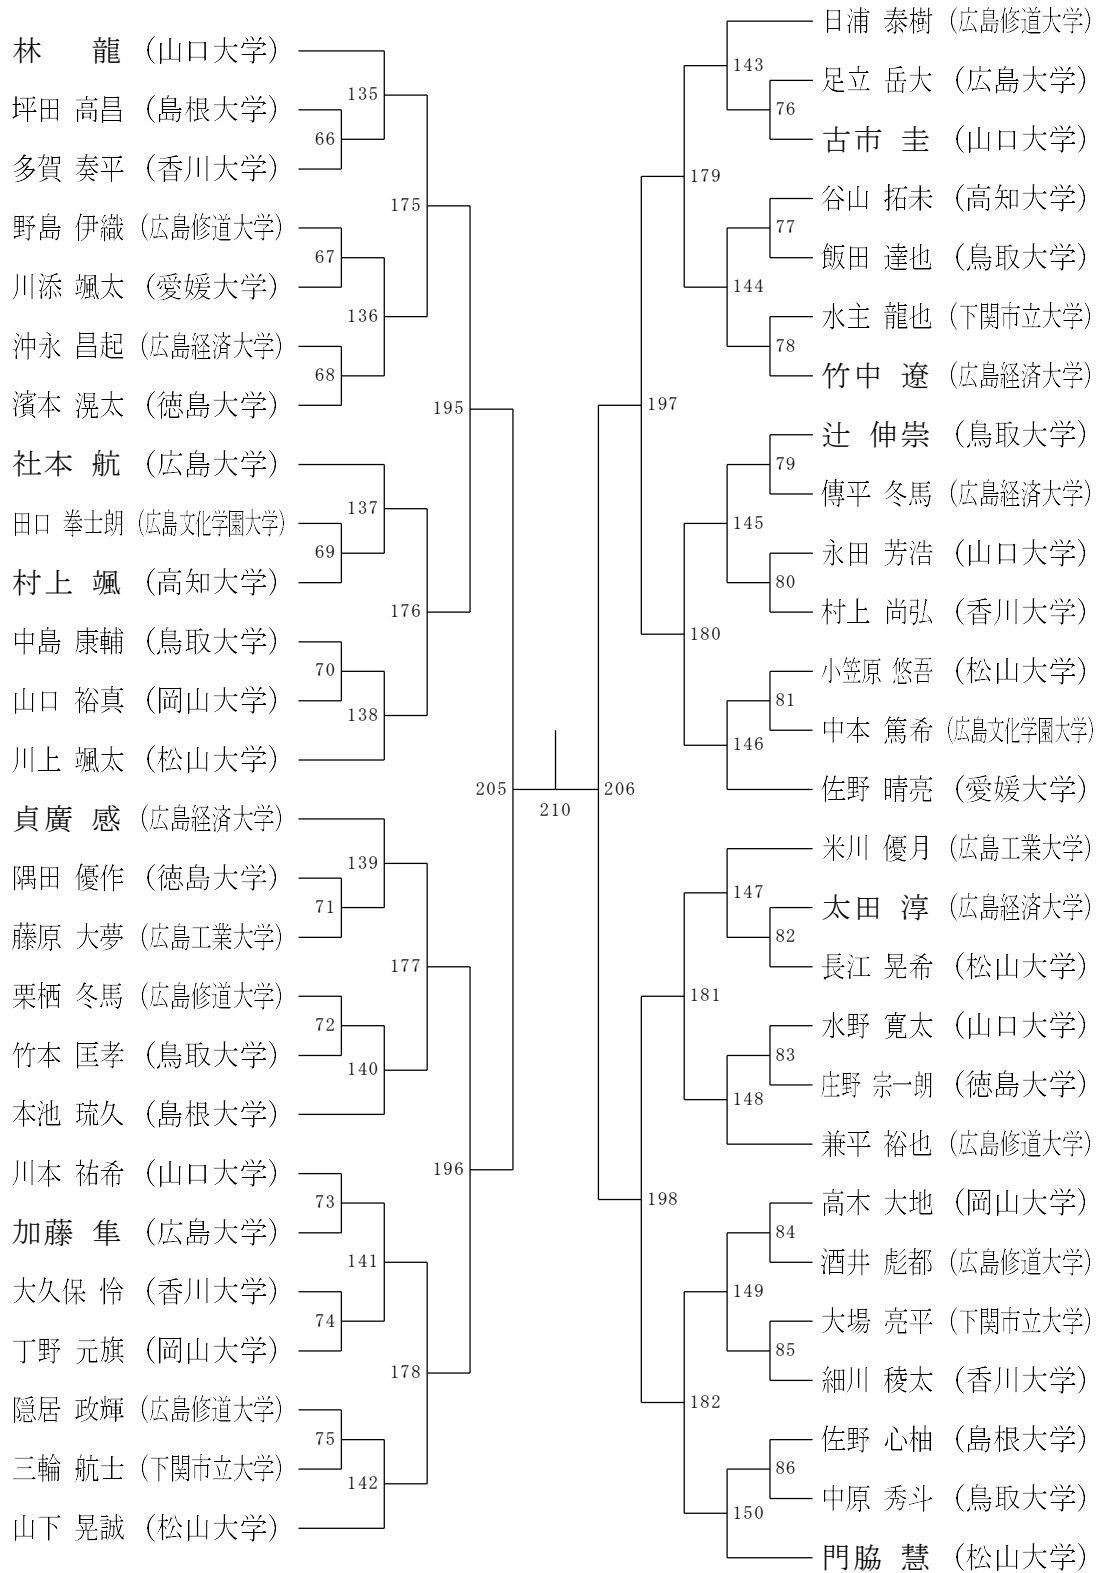 林 龍 (山口大学)
坪田 高昌 (島根大学)
多賀 奏平 (香川大学)
野島 伊織 (広島修道大学)
川添 颯太 (愛媛大学)
沖永 昌起 (広島経済大学)
濱本 滉太 (徳島大学)
社本 航 (広島大学)
田口 拳士朗 (広島文化学園大学)
村上 颯 (高知大学)
中島 康輔 (鳥取大学)
山口 裕真 (岡山大学)
川上 颯太 (松山大学)
貞廣 感 (広島経済大学)
隅田 優作 (徳島大学)
藤原 大夢 (広島工業大学)
栗栖 冬馬 (広島修道大学)
竹本 匡孝 (鳥取大学)
本池 琉久 (島根大学)
川本 祐希 (山口大学)
加藤 隼 (広島大学)
大久保 怜 (香川大学)
丁野 元旗 (岡山大学)
隠居 政輝 (広島修道大学)
三輪 航士 (下関市立大学)
山下 晃誠 (松山大学)
66
67
68
69
70
71
72
73
74
75
135
136
137
138
139
140
141
142
175
176
177
178
195
196
205
210
206
197
198
179
180
181
182
143
144
145
146
147
148
149
150
76
77
78
79
80
81
82
83
84
85
86
日浦 泰樹 (広島修道大学)
足立 岳大 (広島大学)
古市 圭 (山口大学)
谷山 拓未 (高知大学)
飯田 達也 (鳥取大学)
水主 龍也 (下関市立大学)
竹中 遼 (広島経済大学)
辻 伸崇 (鳥取大学)
傳平 冬馬 (広島経済大学)
永田 芳浩 (山口大学)
村上 尚弘 (香川大学)
小笠原 悠吾 (松山大学)
中本 篤希 (広島文化学園大学)
佐野 晴亮 (愛媛大学)
米川 優月 (広島工業大学)
太田 淳 (広島経済大学)
長江 晃希 (松山大学)
水野 寛太 (山口大学)
庄野 宗一朗 (徳島大学)
兼平 裕也 (広島修道大学)
高木 大地 (岡山大学)
酒井 彪都 (広島修道大学)
大場 亮平 (下関市立大学)
細川 稜太 (香川大学)
佐野 心柚 (島根大学)
中原 秀斗 (鳥取大学)
門脇 慧 (松山大学)